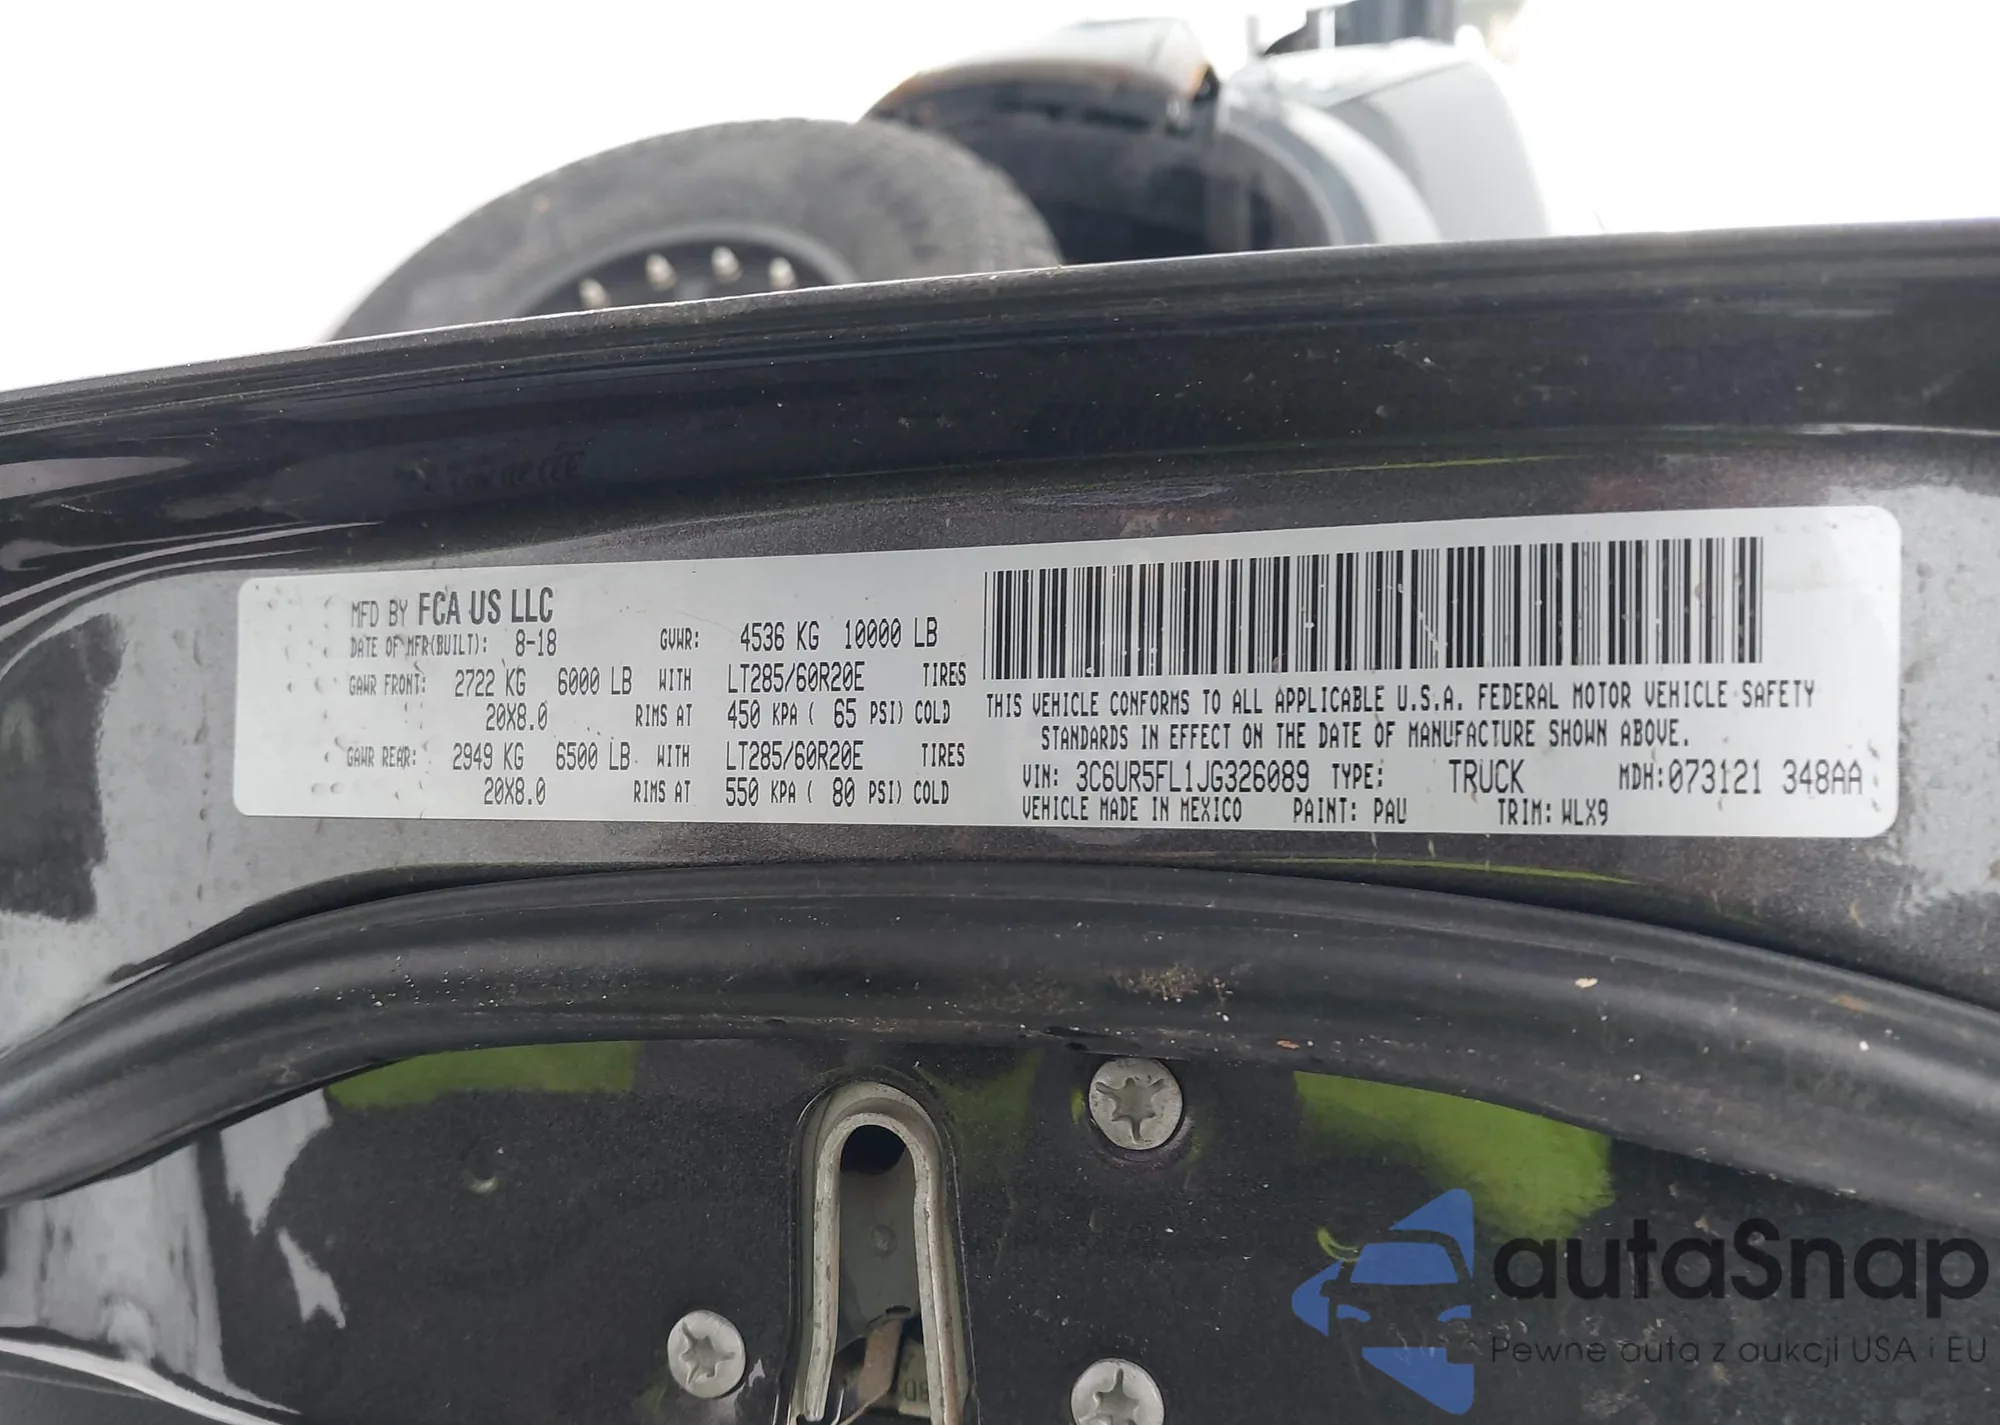 MFD BY FCA US LLC
DATE OF MFR(BUILT): 8-18 GVWR: 4536 KG 10000 LB
GAWR FRONT: 2722 KG 6000 LB WITH LT285/60R20E TIRES
20X8.0 RIMS AT 450 KPA ( 65 PSI) COLD
GAWR REAR: 2949 KG 6500 LB WITH LT285/60R20E TIRES
20X8.0 RIMS AT 550 KPA ( 80 PSI) COLD
THIS VEHICLE CONFORMS TO ALL APPLICABLE U.S.A. FEDERAL MOTOR VEHICLE SAFETY
STANDARDS IN EFFECT ON THE DATE OF MANUFACTURE SHOWN ABOVE.
VIN: 3C6UR5FL1JG326089 TYPE: TRUCK MDH:073121 348AA
VEHICLE MADE IN MEXICO PAINT: PAU TRIM: WLX9
autaSnap
Pewne auta z aukcji USA i EU